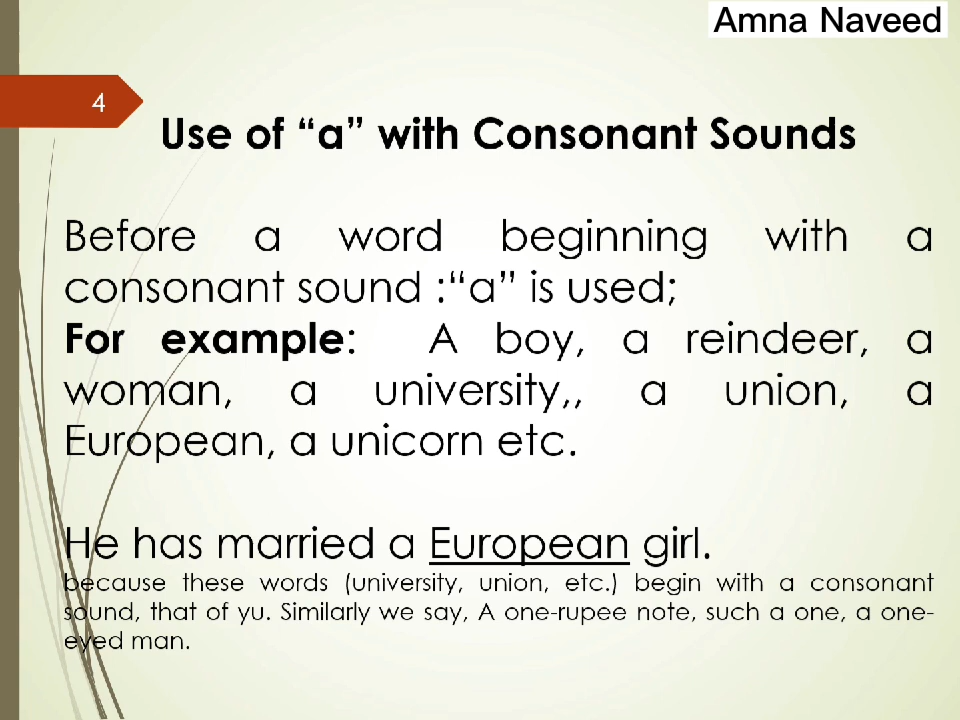 Amna Naveed
4
Use of “a” with Consonant Sounds
Before a word beginning with a
consonant sound :“a” is used;
For example: A boy, a reindeer, a
woman, a university,, a union, a
European, a unicorn etc.
He has married a European girl.
because these words (university, union, etc.) begin with a consonant
sound, that of yu. Similarly we say, A one-rupee note, such a one, a one-
eyed man.